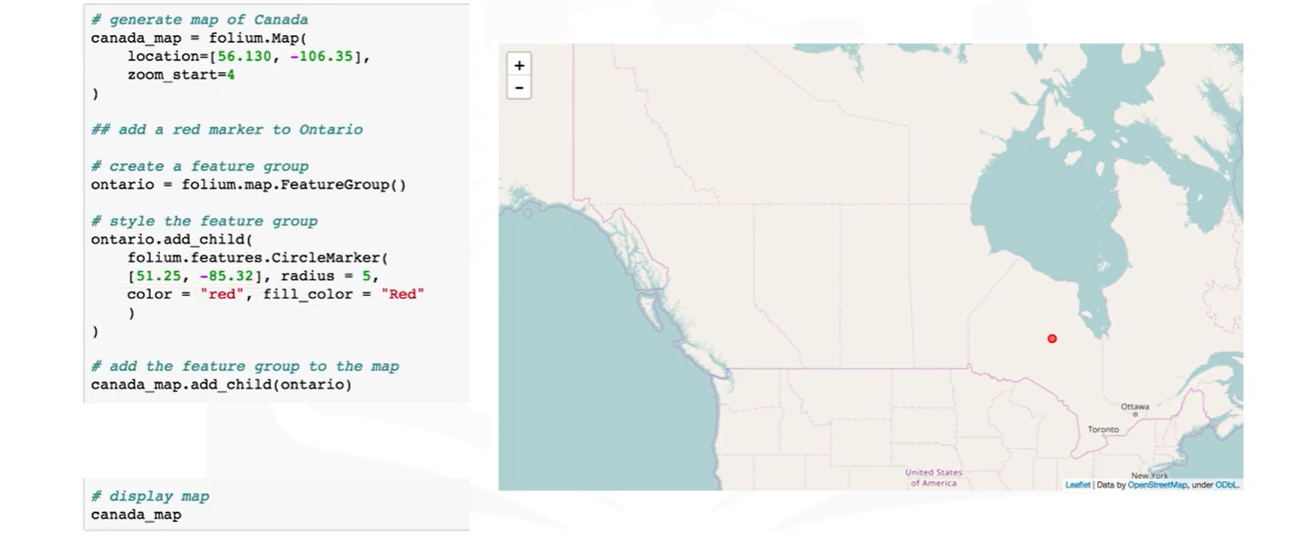 # generate map of Canada
canada_map = folium.Map(
    location=[56.130, -106.35],
    zoom_start=4
)
## add a red marker to Ontario
# create a feature group
ontario = folium.map.FeatureGroup()
# style the feature group
ontario.add_child(
    folium.features.CircleMarker(
    [51.25, -85.32], radius = 5,
    color = "red", fill_color = "Red"
    )
)
# add the feature group to the map
canada_map.add_child(ontario)
# display map
canada_map
+
-
Ottawa
Toronto
United States
of America
New York
Leaflet | Data by OpenStreetMap, under ODbL.